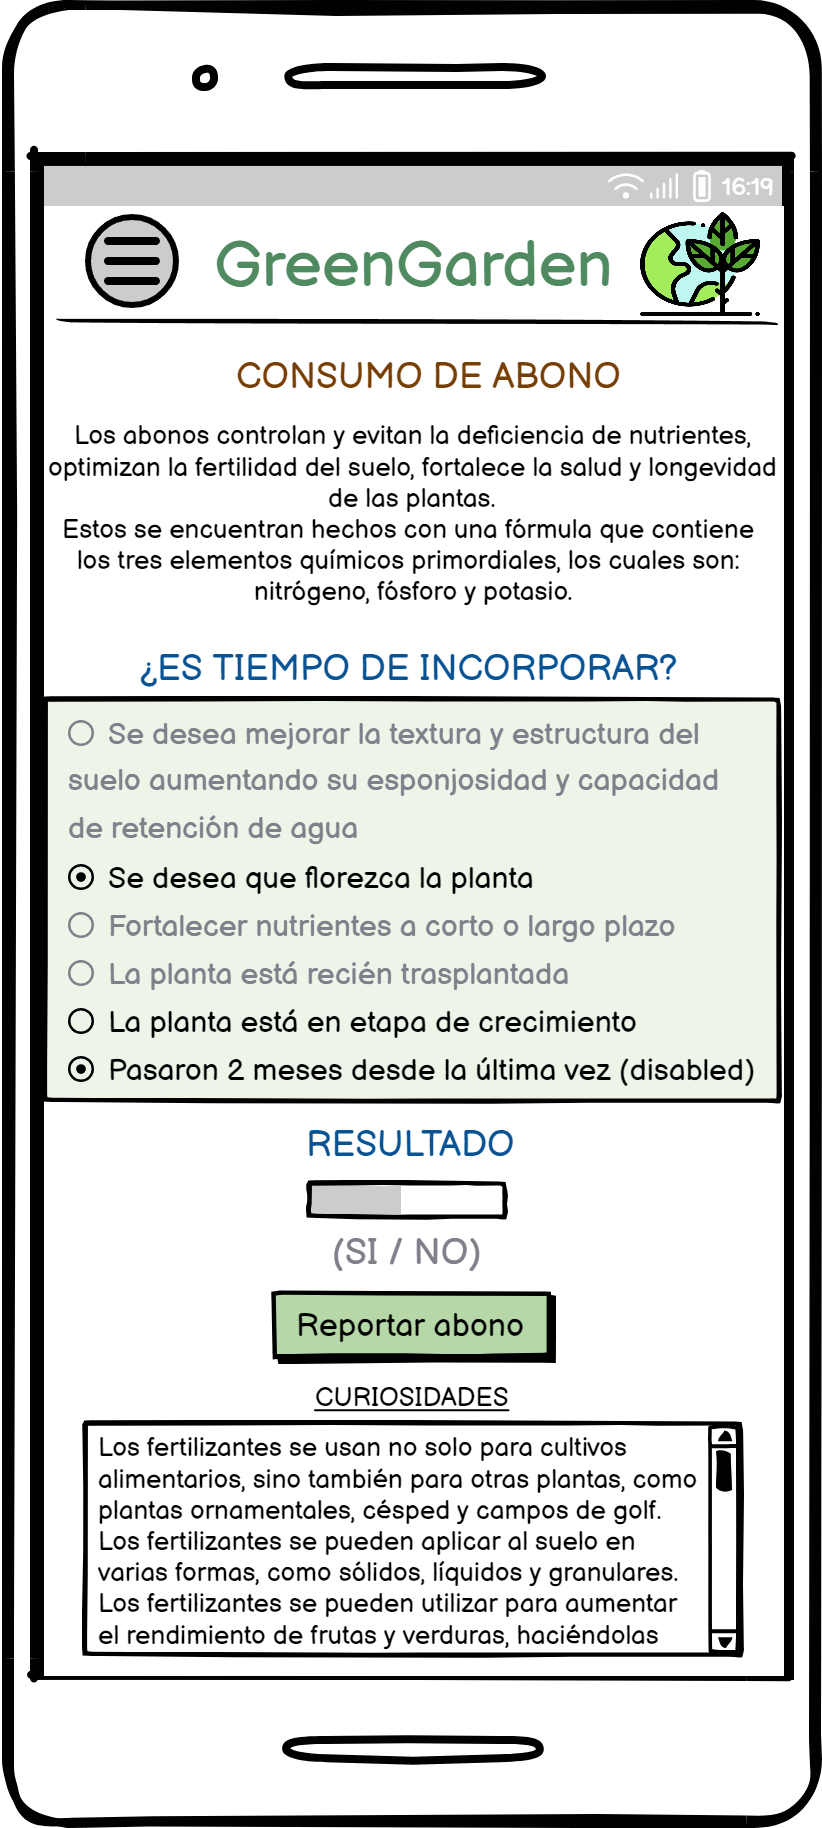 16:19
GreenGarden
CONSUMO DE ABONO
Los abonos controlan y evitan la deficiencia de nutrientes,
optimizan la fertilidad del suelo, fortalece la salud y longevidad
de las plantas.
Estos se encuentran hechos con una fórmula que contiene
los tres elementos químicos primordiales, los cuales son:
nitrógeno, fósforo y potasio.
¿ES TIEMPO DE INCORPORAR?
Se desea mejorar la textura y estructura del
suelo aumentando su esponjosidad y capacidad
de retención de agua
Se desea que florezca la planta
Fortalecer nutrientes a corto o largo plazo
La planta está recién trasplantada
La planta está en etapa de crecimiento
Pasaron 2 meses desde la última vez (disabled)
RESULTADO
(SI / NO)
Reportar abono
CURIOSIDADES
Los fertilizantes se usan no solo para cultivos
alimentarios, sino también para otras plantas, como
plantas ornamentales, césped y campos de golf.
Los fertilizantes se pueden aplicar al suelo en
varias formas, como sólidos, líquidos y granulares.
Los fertilizantes se pueden utilizar para aumentar
el rendimiento de frutas y verduras, haciéndolas